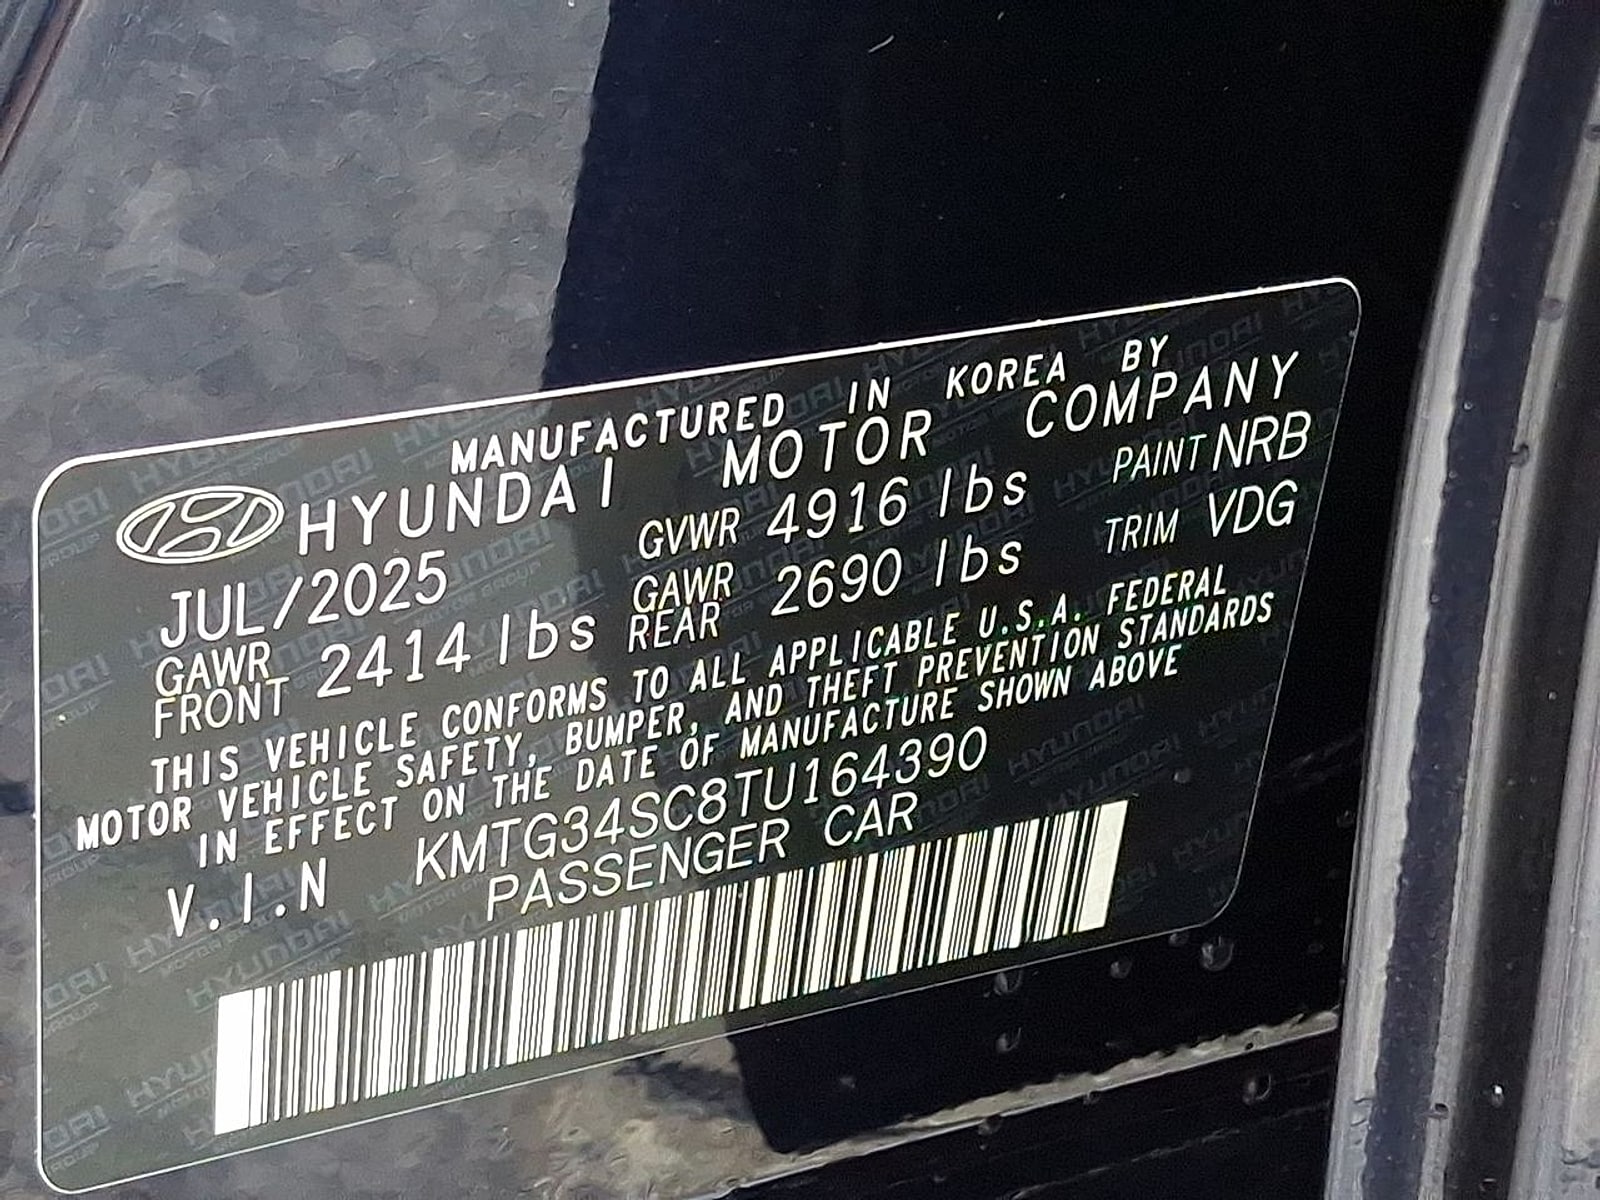 MANUFACTURED IN KOREA BY
HYUNDAI MOTOR COMPANY
JUL/2025 GVWR 4916 lbs PAINT NRB
GAWR FRONT 2414 lbs GAWR REAR 2690 lbs TRIM VDG
THIS VEHICLE CONFORMS TO ALL APPLICABLE U.S.A. FEDERAL
MOTOR VEHICLE SAFETY, BUMPER, AND THEFT PREVENTION STANDARDS
IN EFFECT ON THE DATE OF MANUFACTURE SHOWN ABOVE
V.I.N KMTG34SC8TU164390
PASSENGER CAR